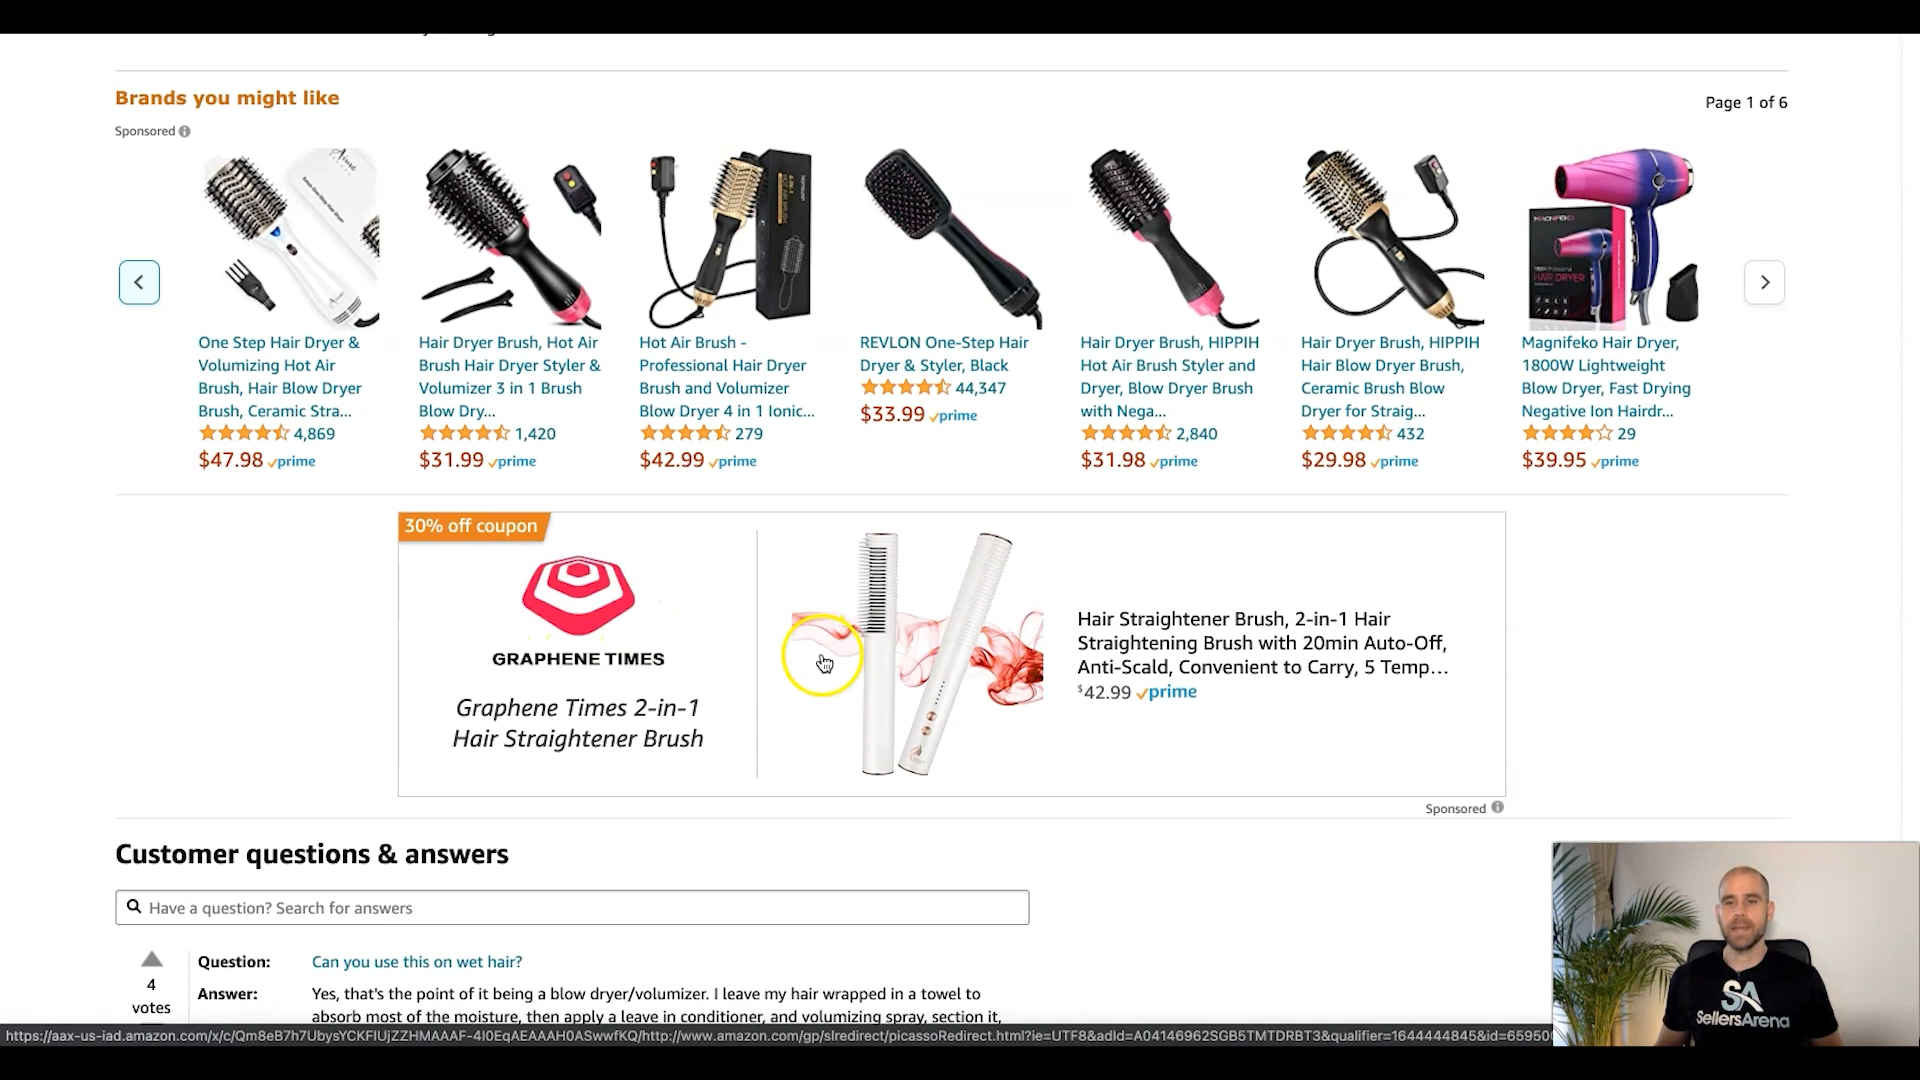 Brands you might like
Page 1 of 6
Sponsored
One Step Hair Dryer &
Volumizing Hot Air
Brush, Hair Blow Dryer
Brush, Ceramic Stra...
4,869
$47.98 prime
Hair Dryer Brush, Hot Air
Brush Hair Dryer Styler &
Volumizer 3 in 1 Brush
Blow Dry...
1,420
$31.99 prime
Hot Air Brush -
Professional Hair Dryer
Brush and Volumizer
Blow Dryer 4 in 1 Ionic...
279
$42.99 prime
REVLON One-Step Hair
Dryer & Styler, Black
44,347
$33.99 prime
Hair Dryer Brush, HIPPIH
Hot Air Brush Styler and
Dryer, Blow Dryer Brush
with Nega...
2,840
$31.98 prime
Hair Dryer Brush, HIPPIH
Hair Blow Dryer Brush,
Ceramic Brush Blow
Dryer for Straig...
432
$29.98 prime
MAGNIFEKO
HAIR DRYER
Magnifeko Hair Dryer,
1800W Lightweight
Blow Dryer, Fast Drying
Negative Ion Hairdr...
29
$39.95 prime
30% off coupon
GRAPHENE TIMES
Graphene Times 2-in-1
Hair Straightener Brush
Hair Straightener Brush, 2-in-1 Hair
Straightening Brush with 20min Auto-Off,
Anti-Scald, Convenient to Carry, 5 Temp...
$42.99 prime
Sponsored
Customer questions & answers
Have a question? Search for answers
4
votes
Question: Can you use this on wet hair?
Answer: Yes, that's the point of it being a blow dryer/volumizer. I leave my hair wrapped in a towel to
absorb most of the moisture, then apply a leave in conditioner, and volumizing spray, section it,
SA
SellersArena